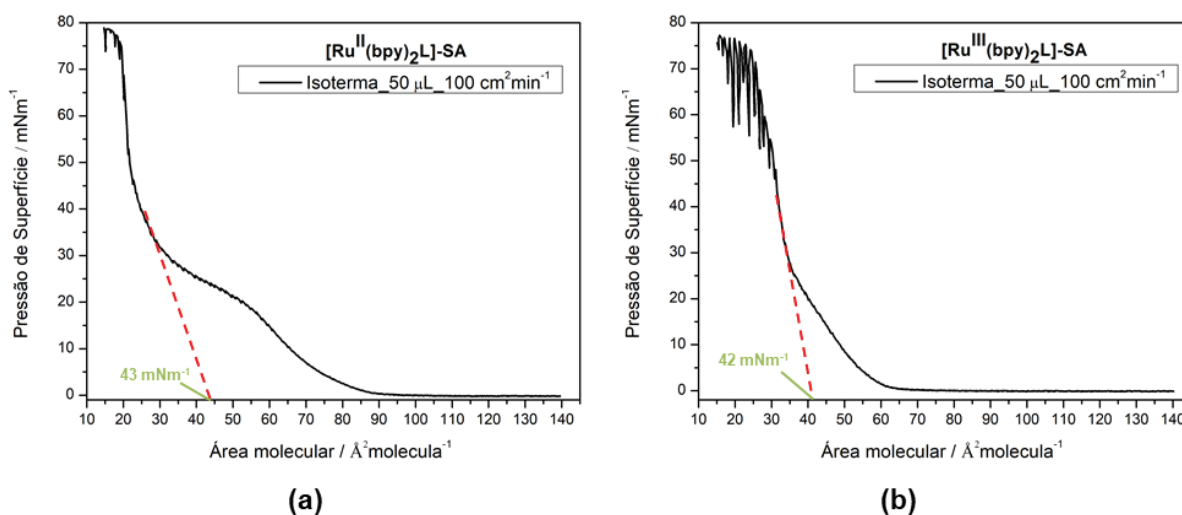 [Ruᴵᴵ(bpy)₂L]-SA
Isoterma_50 μL_100 cm²min⁻¹
Pressão de Superfície / mNm⁻¹
80
70
60
50
40
30
20
10
0
43 mNm⁻¹
10 20 30 40 50 60 70 80 90 100 110 120 130 140
Área molecular / Å²molecula⁻¹
(a)
[Ruᴵᴵᴵ(bpy)₂L]-SA
Isoterma_50 μL_100 cm²min⁻¹
Pressão de Superfície / mNm⁻¹
80
70
60
50
40
30
20
10
0
42 mNm⁻¹
10 20 30 40 50 60 70 80 90 100 110 120 130 140
Área molecular / Å²molecula⁻¹
(b)